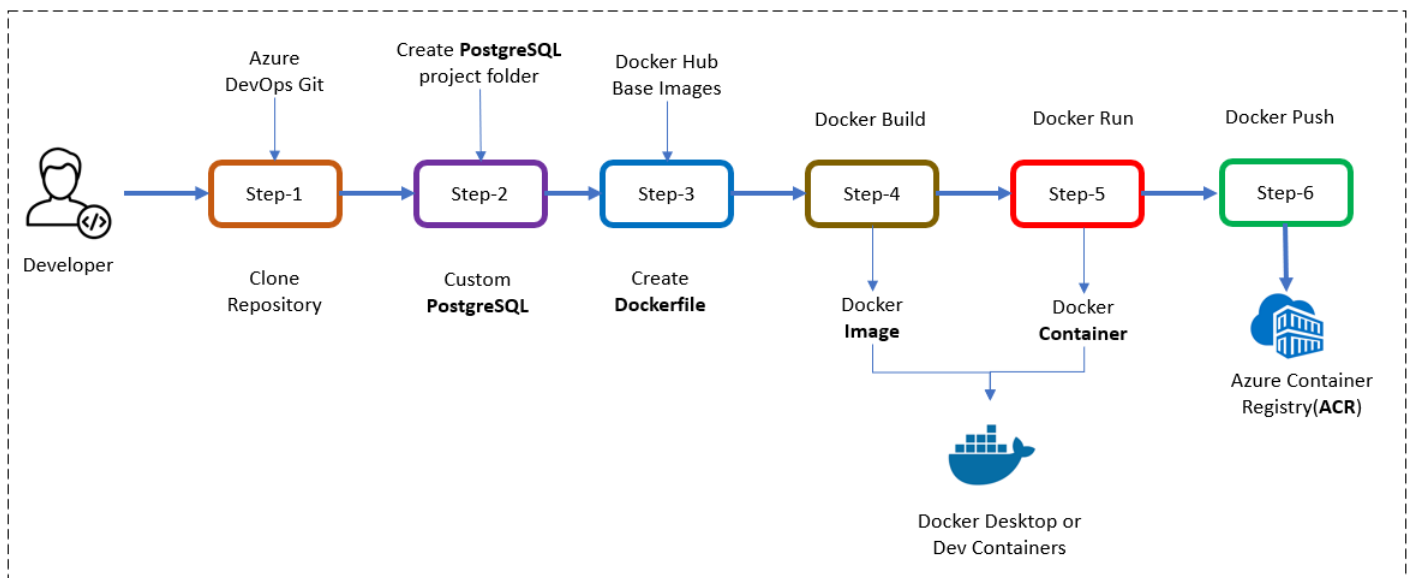 Azure
DevOps Git
Create PostgreSQL
project folder
Docker Hub
Base Images
Docker Build
Docker Run
Docker Push
Step-1
Step-2
Step-3
Step-4
Step-5
Step-6
</>
Developer
Clone
Repository
Custom
PostgreSQL
Create
Dockerfile
Docker
Image
Docker
Container
Azure Container
Registry(ACR)
Docker Desktop or
Dev Containers